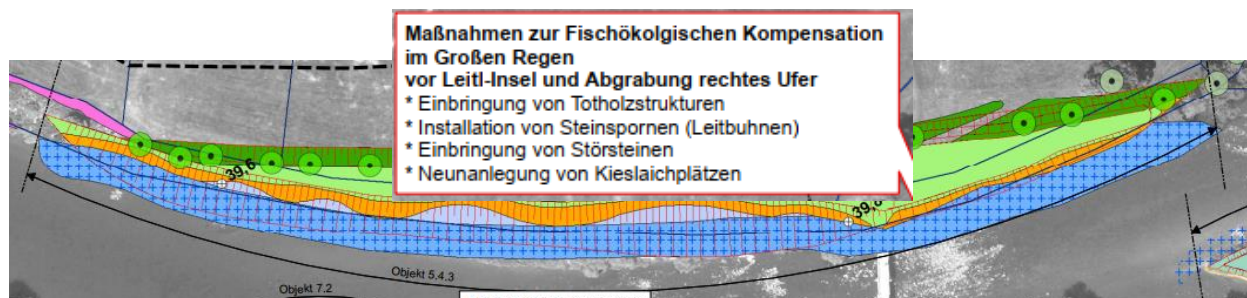 Maßnahmen zur Fischökolgischen Kompensation
im Großen Regen
vor Leitl-Insel und Abgrabung rechtes Ufer
* Einbringung von Totholzstrukturen
* Installation von Steinspornen (Leitbuhnen)
* Einbringung von Störsteinen
* Neunanlegung von Kieslaichplätzen
39,6
Objekt 5.4.3
Objekt 7.2